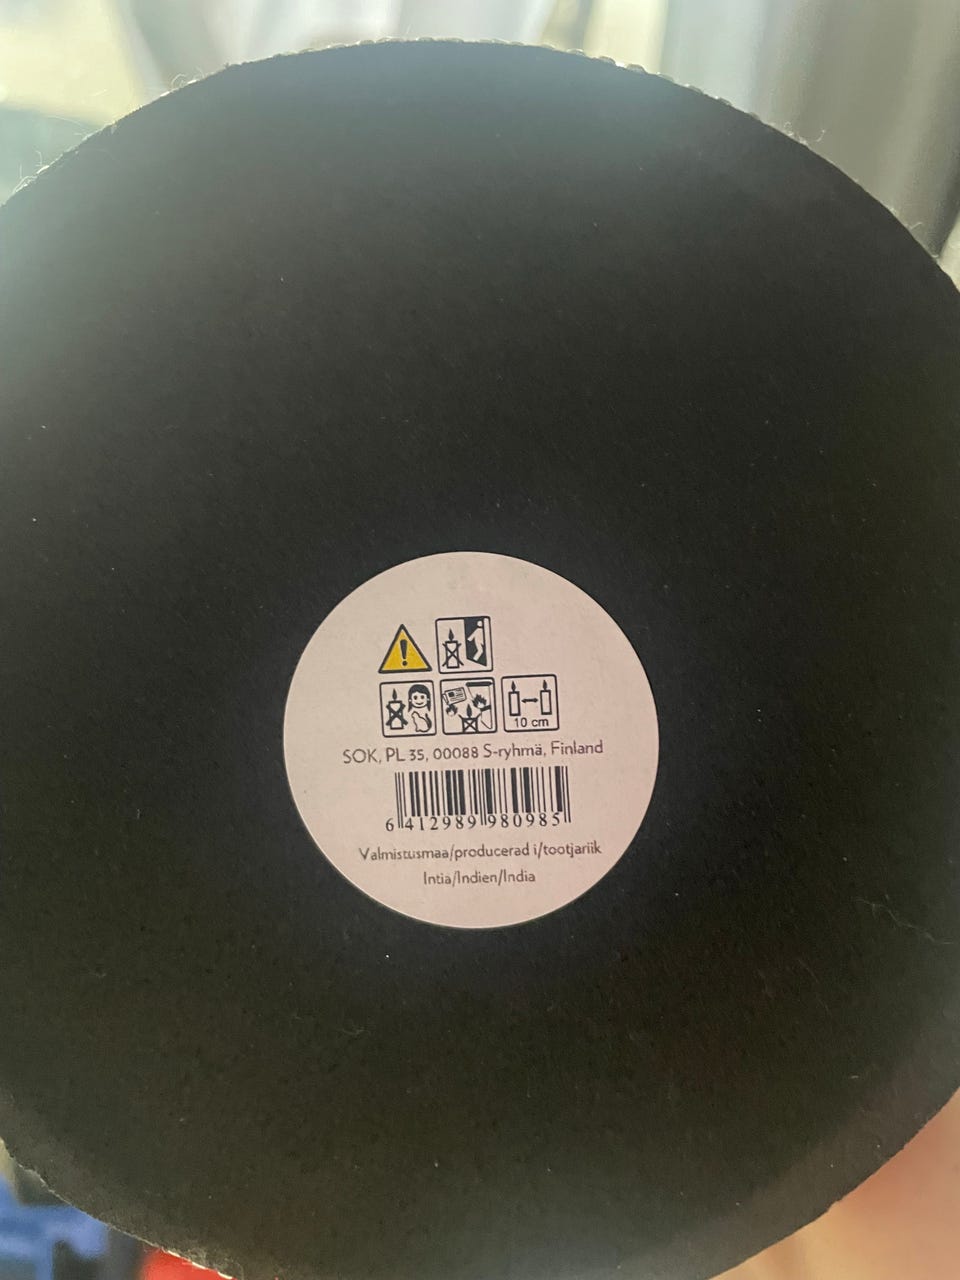 10 cm
SOK, PL 35, 00088 S-ryhmä, Finland
6 412989 980985
Valmistusmaa/producerad i/tootjariik
Intia/Indien/India